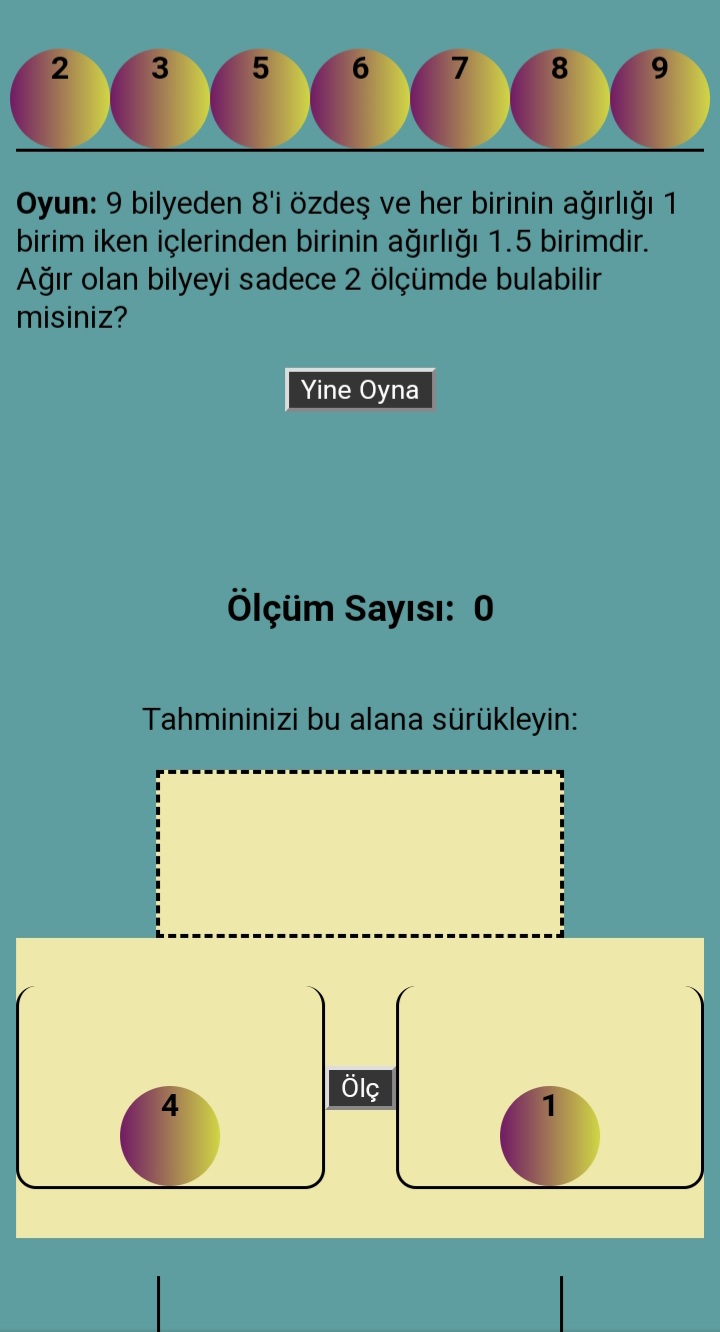 2 3 5 6 7 8 9
Oyun: 9 bilyeden 8'i özdeş ve her birinin ağırlığı 1
birim iken içlerinden birinin ağırlığı 1.5 birimdir.
Ağır olan bilyeyi sadece 2 ölçümde bulabilir
misiniz?
Yine Oyna
Ölçüm Sayısı: 0
Tahmininizi bu alana sürükleyin:
4
Ölç
1